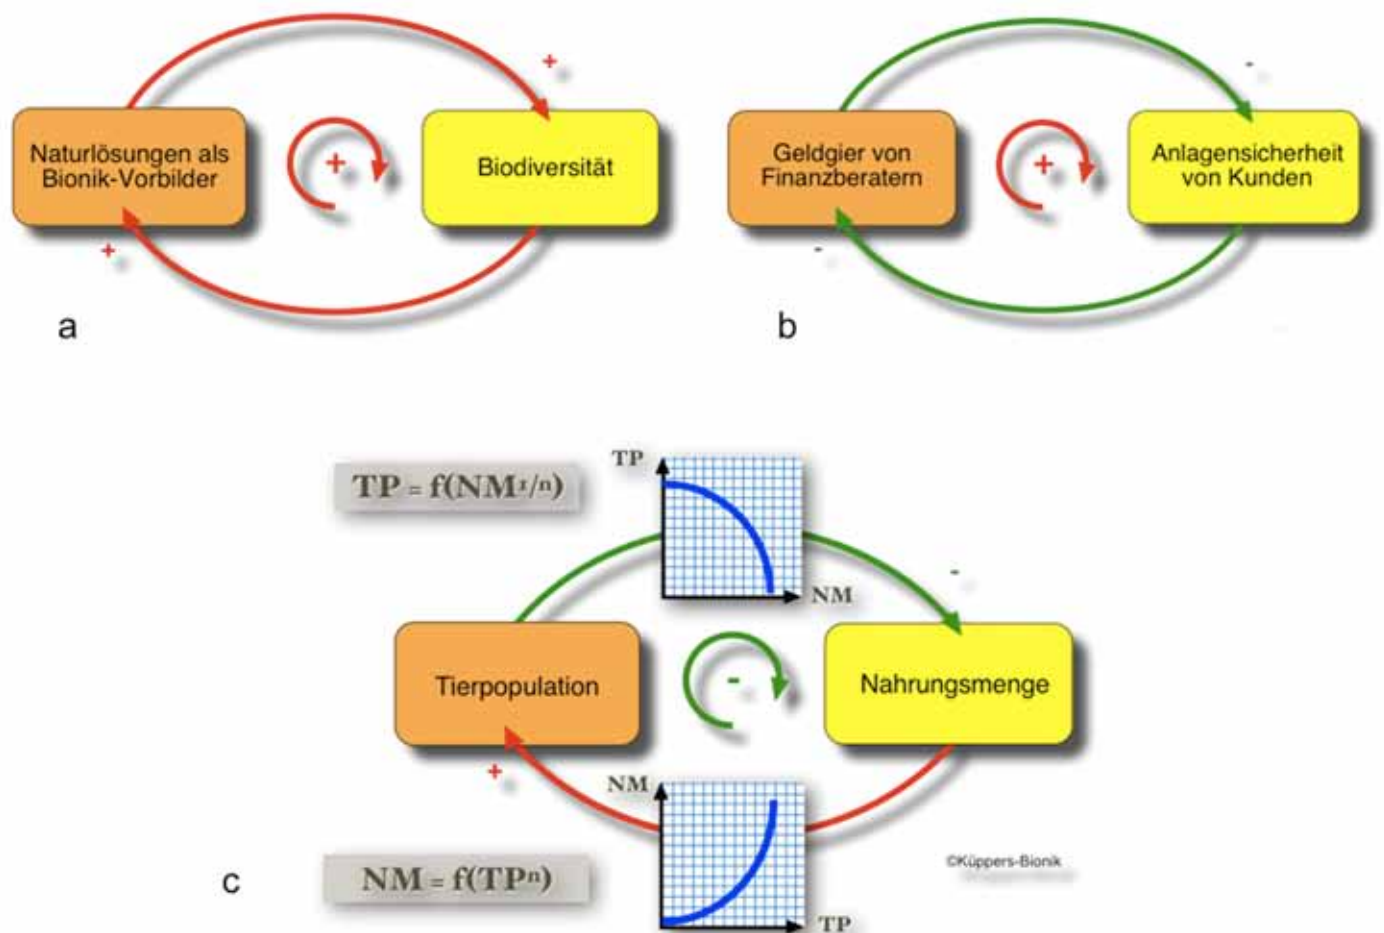 +
-
Naturlösungen als
Bionik-Vorbilder
+
Biodiversität
Geldgier von
Finanzberatern
+
Anlagensicherheit
von Kunden
+
-
a
b
TP
TP = f(NM¹/ⁿ)
-
NM
Tierpopulation
-
Nahrungsmenge
+
NM
©Küppers-Bionik
c
NM = f(TPⁿ)
TP